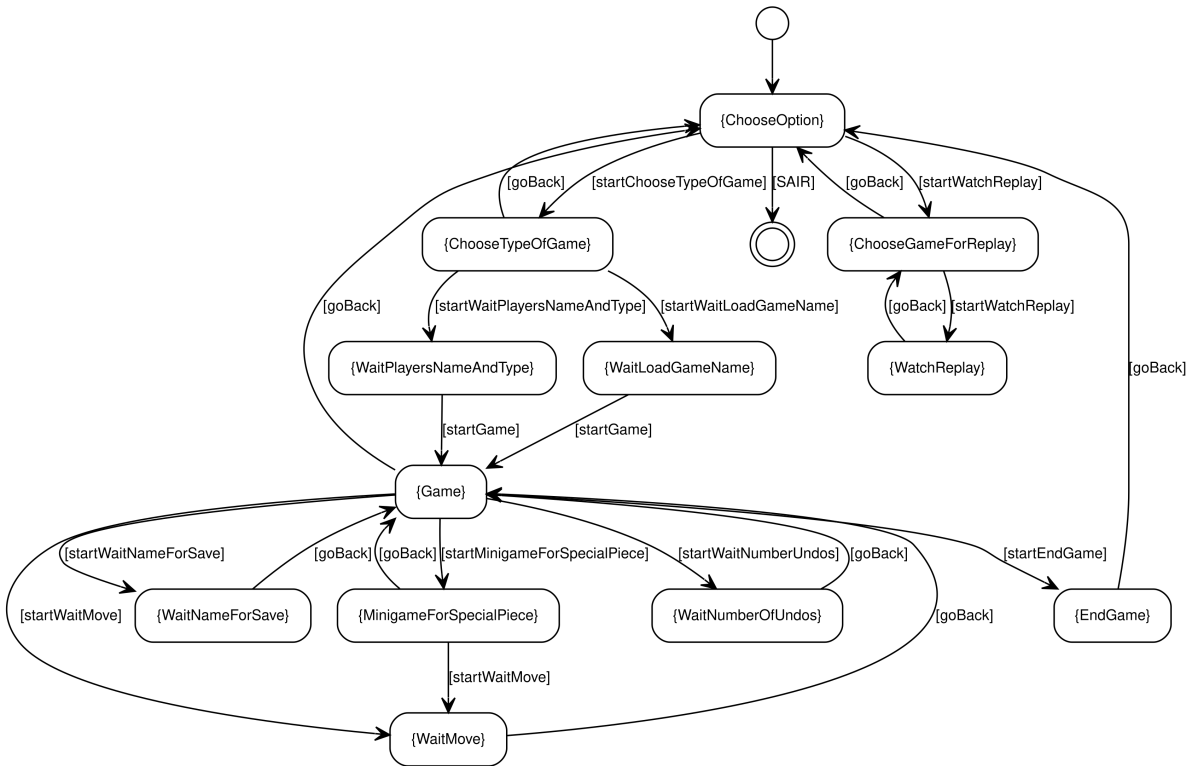 {ChooseOption}
[goBack]
[startChooseTypeOfGame]
[SAIR]
[goBack]
[startWatchReplay]
{ChooseTypeOfGame}
{ChooseGameForReplay}
[goBack]
[startWaitPlayersNameAndType]
[startWaitLoadGameName]
[goBack]
[startWatchReplay]
{WaitPlayersNameAndType}
{WaitLoadGameName}
{WatchReplay}
[goBack]
[startGame]
[startGame]
{Game}
[startWaitNameForSave]
[goBack]
[goBack]
[startMinigameForSpecialPiece]
[startWaitNumberUndos]
[goBack]
[startEndGame]
[startWaitMove]
{WaitNameForSave}
{MinigameForSpecialPiece}
{WaitNumberOfUndos}
[goBack]
{EndGame}
[startWaitMove]
{WaitMove}